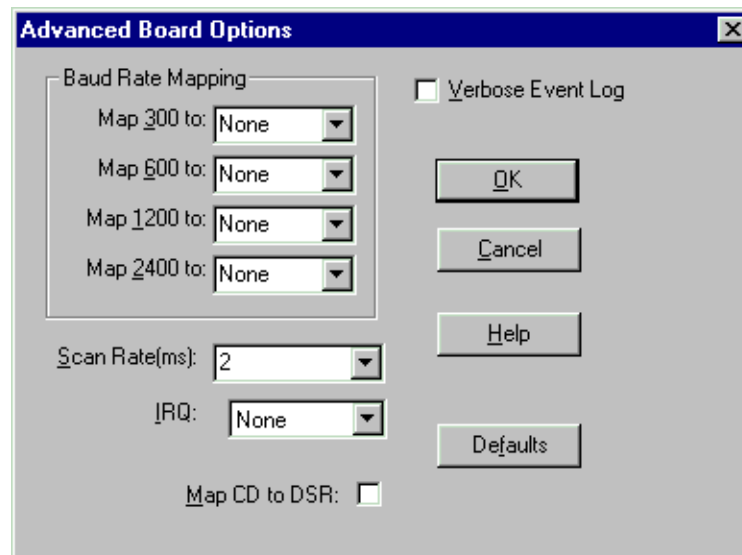 Advanced Board Options
Baud Rate Mapping
Map 300 to: None
Map 600 to: None
Map 1200 to: None
Map 2400 to: None
Scan Rate(ms): 2
IRQ: None
Map CD to DSR:
Verbose Event Log
OK
Cancel
Help
Defaults